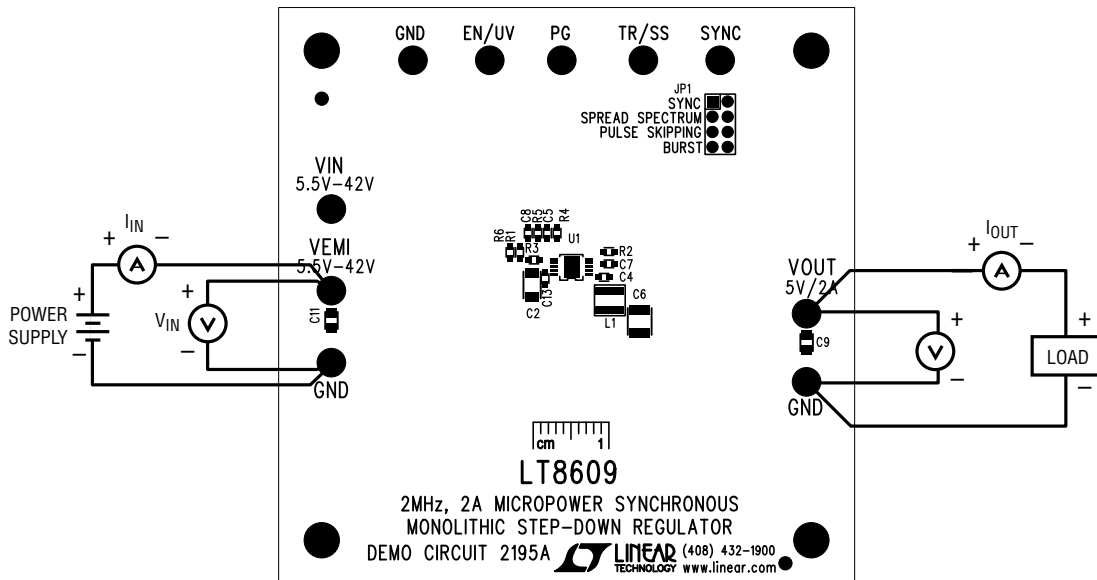 GND EN/UV PG TR/SS SYNC
JP1
SYNC
SPREAD SPECTRUM
PULSE SKIPPING
BURST
VIN
5.5V-42V
VEMI
5.5V-42V
IIN
+ −
A
+
POWER
SUPPLY
−
+
VIN
V
−
C11
GND
R6
R1
C8
R5
C5
R4
R3
U1
R2
C7
C4
C13
C2
L1
C6
VOUT
5V/2A
IOUT
− + −
A
C9
+
V
−
+
LOAD
−
GND
cm 1
LT8609
2MHz, 2A MICROPOWER SYNCHRONOUS
MONOLITHIC STEP-DOWN REGULATOR
DEMO CIRCUIT 2195A LINEAR TECHNOLOGY (408) 432-1900
www.linear.com